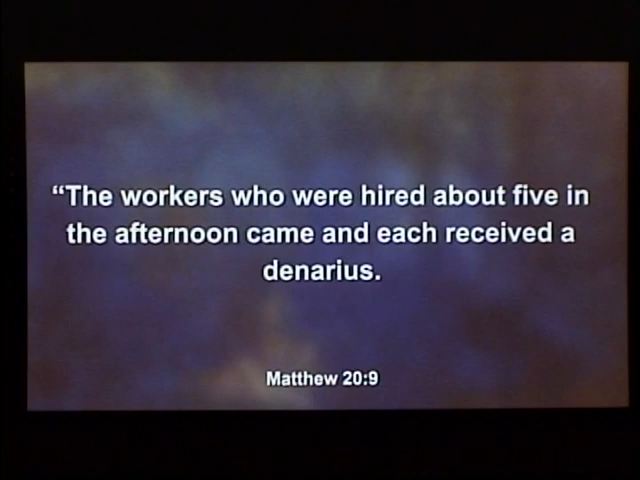 “The workers who were hired about five in
the afternoon came and each received a
denarius.
Matthew 20:9